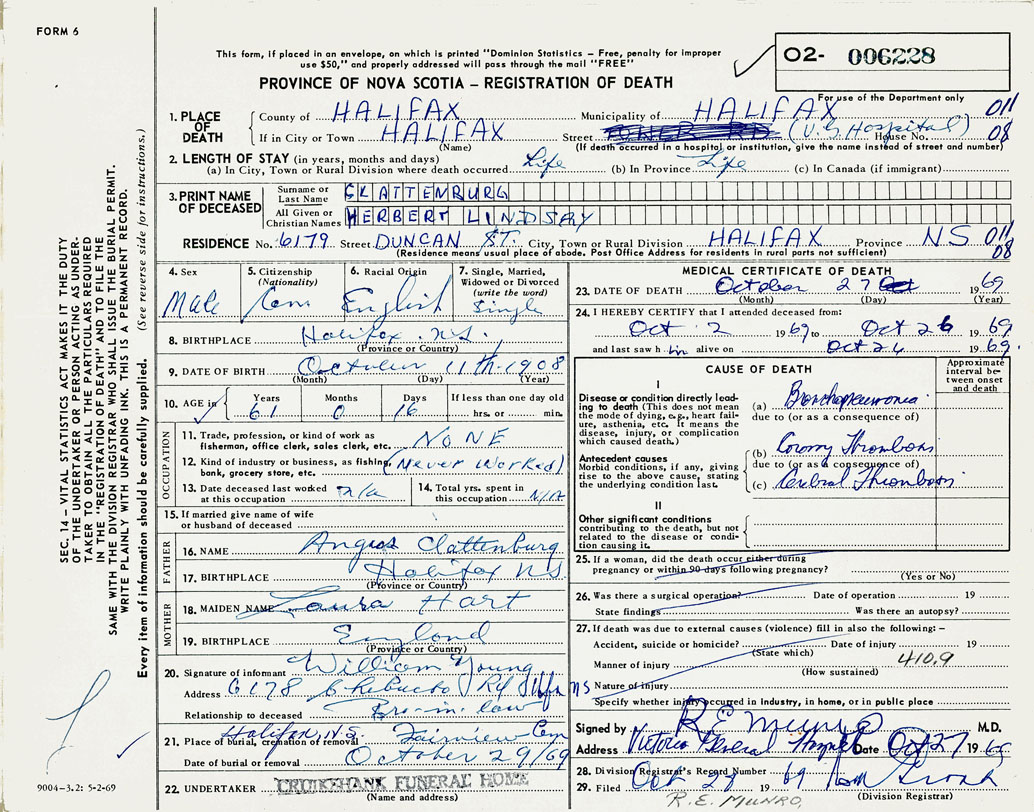 FORM 6
This form, if placed in an envelope, on which is printed "Dominion Statistics – Free, penalty for improper
use $50," and properly addressed will pass through the mail "FREE"
O2- 006228
PROVINCE OF NOVA SCOTIA – REGISTRATION OF DEATH
For use of the Department only
1. PLACE OF DEATH
County of HALIFAX Municipality of HALIFAX 011
If in City or Town HALIFAX Street (V.G. Hospital) House No. 08
(Name) (If death occurred in a hospital or institution, give the name instead of street and number)
2. LENGTH OF STAY (in years, months and days)
(a) In City, Town or Rural Division where death occurred Life (b) In Province Life (c) In Canada (if immigrant)
3. PRINT NAME OF DECEASED
Surname or Last Name CLATTENBURG
All Given or Christian Names HERBERT LINDSAY
RESIDENCE No. 6179 Street DUNCAN ST. City, Town or Rural Division HALIFAX Province NS 011
(Residence means usual place of abode. Post Office Address for residents in rural parts not sufficient) 08
4. Sex
Male
5. Citizenship
(Nationality)
Can
6. Racial Origin
English
7. Single, Married,
Widowed or Divorced
(write the word)
Single
8. BIRTHPLACE Halifax N.S.
(Province or Country)
9. DATE OF BIRTH October 11th 1908
(Month) (Day) (Year)
10. AGE in
Years Months Days If less than one day old
61 0 16 hrs. or min.
OCCUPATION
11. Trade, profession, or kind of work as
fisherman, office clerk, sales clerk, etc. NONE
12. Kind of industry or business, as fishing,
bank, grocery store, etc. (Never Worked)
13. Date deceased last worked
at this occupation n/a
14. Total yrs. spent in
this occupation N/A
15. If married give name of wife
or husband of deceased
FATHER
16. NAME Angus Clattenburg
17. BIRTHPLACE Halifax NS
(Province or Country)
MOTHER
18. MAIDEN NAME Laura Hart
19. BIRTHPLACE England
(Province or Country)
20. Signature of informant William Young
Address 6178 Chebucto Rd Hfx NS
Relationship to deceased Bro-in-law
21. Place of burial, cremation or removal Halifax, N.S. Fairview Cem
Date of burial or removal October 29/69
22. UNDERTAKER CRUIKSHANK FUNERAL HOME
(Name and address)
MEDICAL CERTIFICATE OF DEATH
23. DATE OF DEATH October 27 1969
(Month) (Day) (Year)
24. I HEREBY CERTIFY that I attended deceased from:
Oct 2 1969 to Oct 26 1969
and last saw him alive on Oct 26 1969.
CAUSE OF DEATH
Approximate
interval be-
tween onset
and death
I
Disease or condition directly lead-
ing to death (This does not mean
the mode of dying, e.g., heart fail-
ure, asthenia, etc. It means the
disease, injury, or complication
which caused death.)
(a) Bronchopneumonia
due to (or as a consequence of)
Antecedent causes
Morbid conditions, if any, giving
rise to the above cause, stating
the underlying condition last.
(b) Coronary Thrombosis
due to (or as a consequence of)
(c) Cerebral Thrombosis
II
Other significant conditions
contributing to the death, but not
related to the disease or condi-
tion causing it.
25. If a woman, did the death occur either during
pregnancy or within 90 days following pregnancy?
(Yes or No)
26. Was there a surgical operation? Date of operation 19
State findings Was there an autopsy?
27. If death was due to external causes (violence) fill in also the following: –
Accident, suicide or homicide? Date of injury 19
(State which) 410.9
Manner of injury
(How sustained)
Nature of injury
Specify whether injury occurred in industry, in home, or in public place
Signed by R E Munro M.D.
Address Victoria General Hospital Date Oct 27 1969
28. Division Registrar's Record Number
29. Filed Oct 28 1969
(Division Registrar)
R.E. MUNRO,
SEC. 14 – VITAL STATISTICS ACT MAKES IT THE DUTY
OF THE UNDERTAKER OR PERSON ACTING AS UNDER-
TAKER TO OBTAIN ALL THE PARTICULARS REQUIRED
IN THE "REGISTRATION OF DEATH" AND TO FILE THE
SAME WITH THE DIVISION REGISTRAR WHO SHALL ISSUE THE BURIAL PERMIT.
WRITE PLAINLY WITH UNFADING INK. THIS IS A PERMANENT RECORD.
Every item of information should be carefully supplied. (See reverse side for instructions.)
9004-3.2: 5-2-69